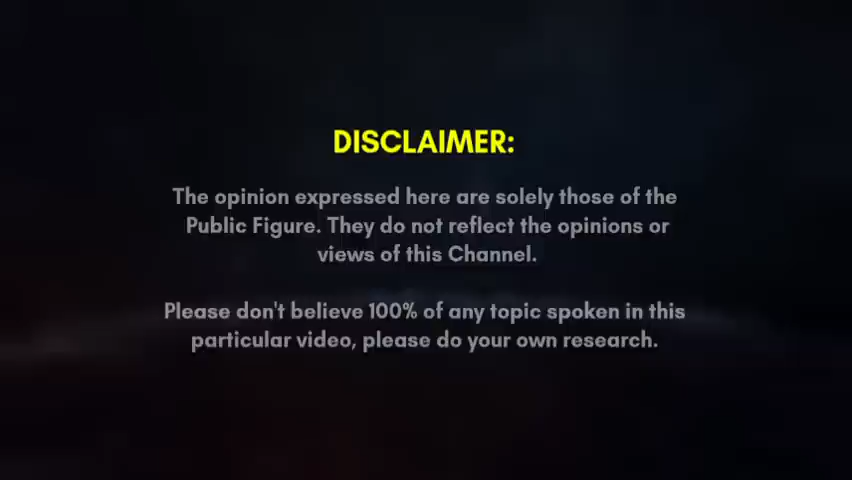 DISCLAIMER:
The opinion expressed here are solely those of the
Public Figure. They do not reflect the opinions or
views of this Channel.
Please don't believe 100% of any topic spoken in this
particular video, please do your own research.